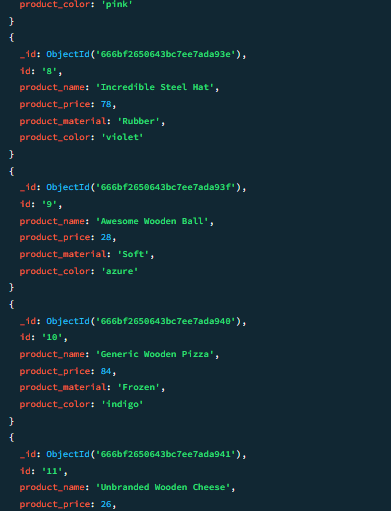 product_color: 'pink'
}
{
_id: ObjectId('666bf2650643bc7ee7ada93e'),
id: '8',
product_name: 'Incredible Steel Hat',
product_price: 78,
product_material: 'Rubber',
product_color: 'violet'
}
{
_id: ObjectId('666bf2650643bc7ee7ada93f'),
id: '9',
product_name: 'Awesome Wooden Ball',
product_price: 28,
product_material: 'Soft',
product_color: 'azure'
}
{
_id: ObjectId('666bf2650643bc7ee7ada940'),
id: '10',
product_name: 'Generic Wooden Pizza',
product_price: 84,
product_material: 'Frozen',
product_color: 'indigo'
}
{
_id: ObjectId('666bf2650643bc7ee7ada941'),
id: '11',
product_name: 'Unbranded Wooden Cheese',
product_price: 26,